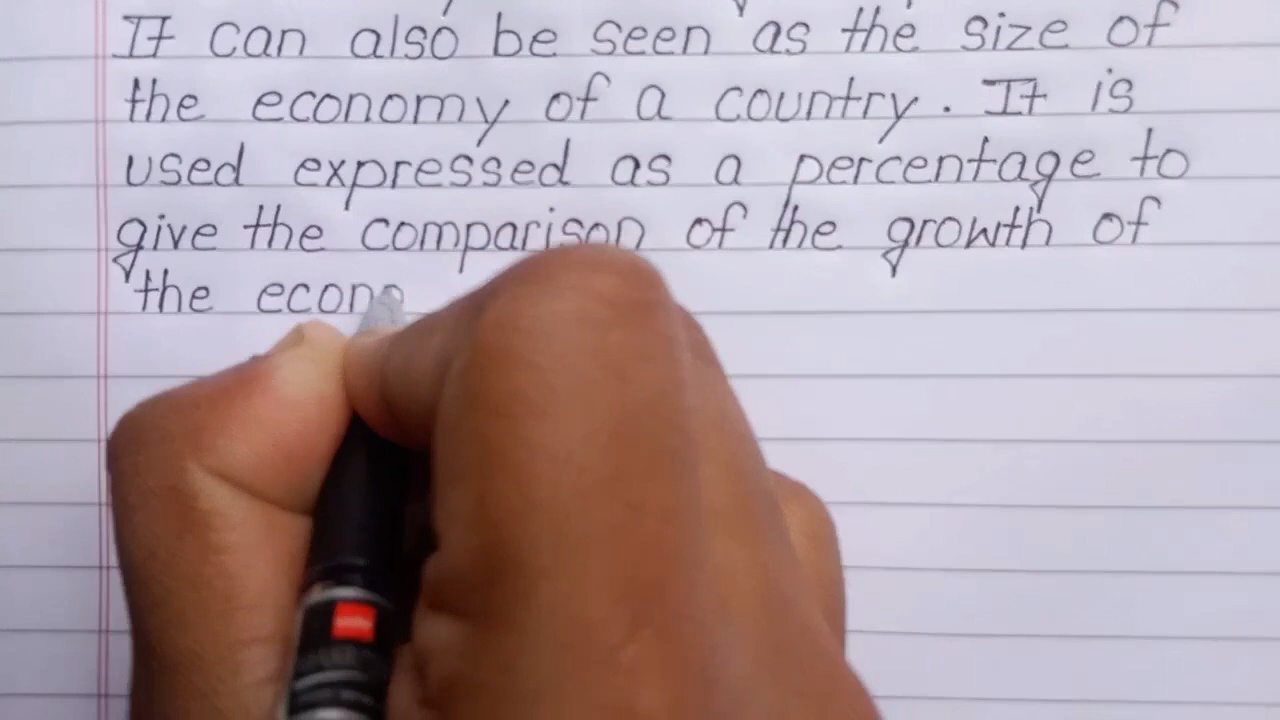 It can also be seen as the size of
the economy of a country. It is
used expressed as a percentage to
give the comparison of the growth of
the econo